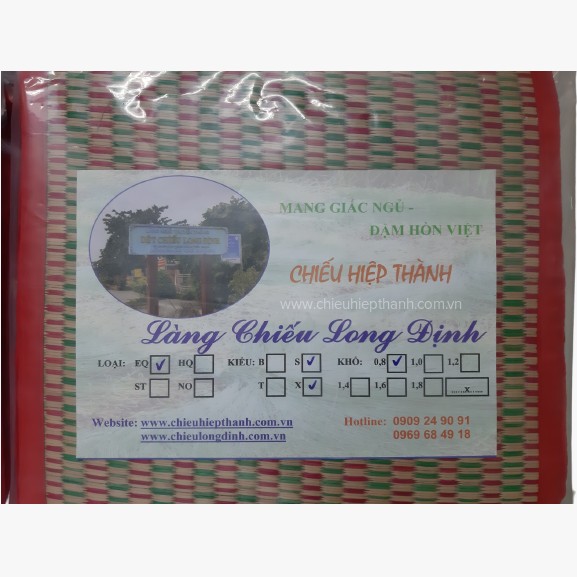 MANG GIẤC NGỦ -
ĐẬM HỒN VIỆT
CHIẾU HIỆP THÀNH
www.chieuhiepthanh.com.vn
Làng Chiếu Long Định
LOẠI: EQ HQ KIỂU: B S KHỔ: 0,8 1,0 1,2
ST NO T X 1,4 1,6 1,8 ......x......
Website: www.chieuhiepthanh.com.vn
www.chieulongdinh.com.vn
Hotline: 0909 24 90 91
0969 68 49 18